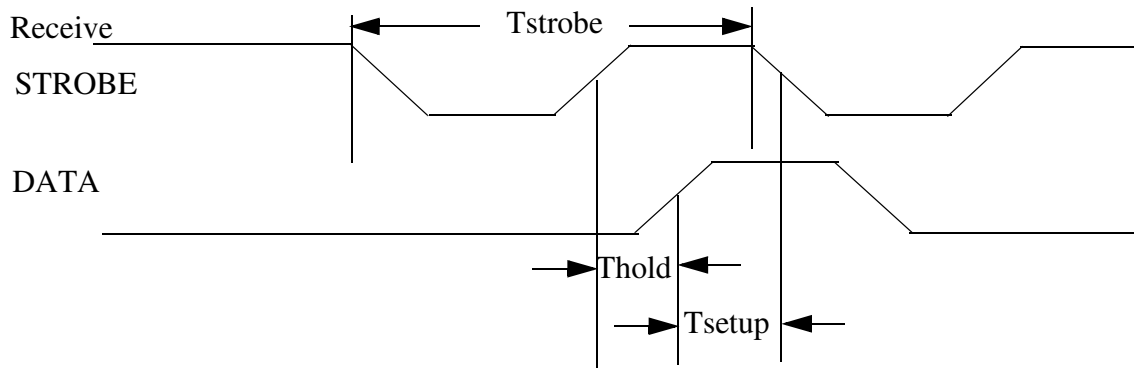 Tstrobe
Receive
STROBE
DATA
Thold
Tsetup